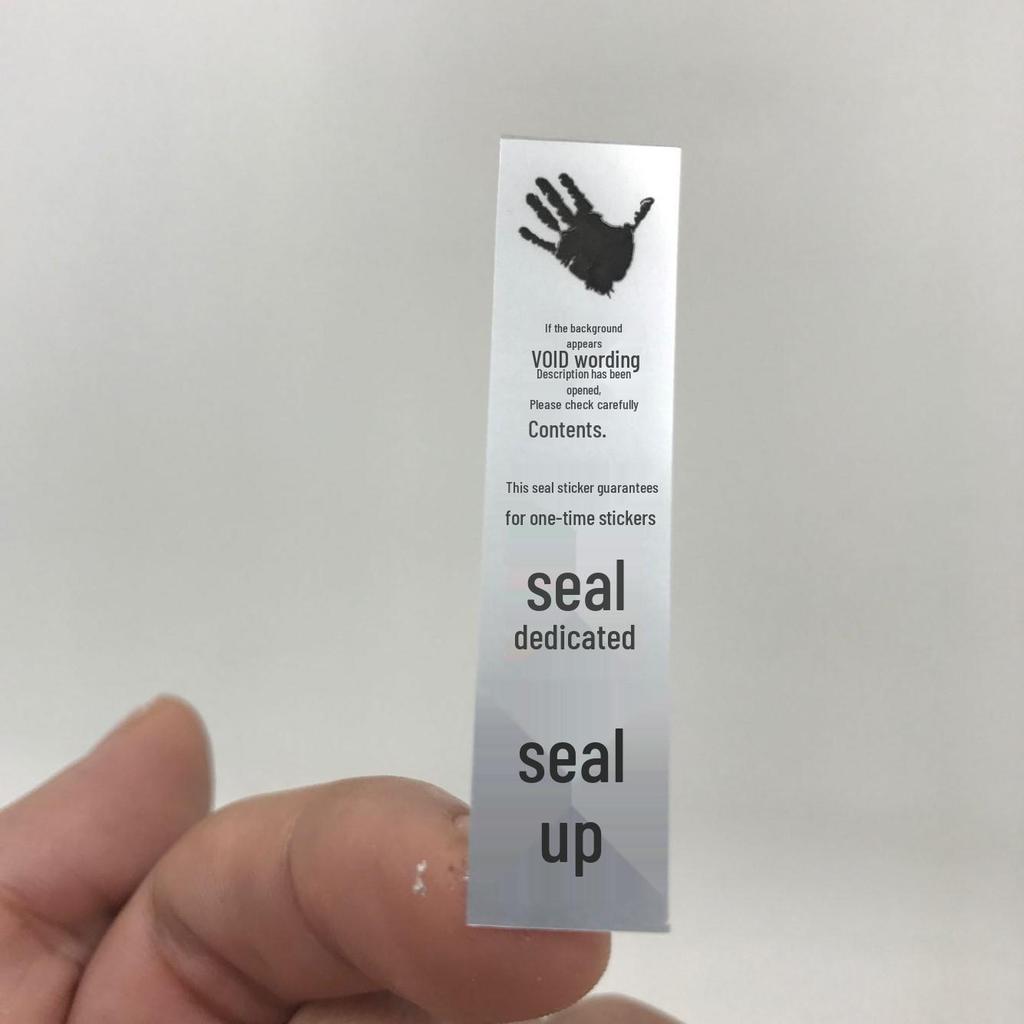 If the background
appears
VOID wording
Description has been
opened,
Please check carefully
Contents.
This seal sticker guarantees
for one-time stickers
seal
dedicated
seal
up